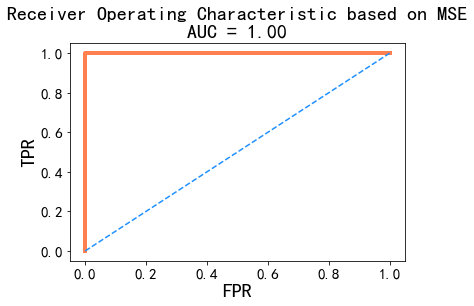 Receiver Operating Characteristic based on MSE
AUC = 1.00
1.0
0.8
0.6
0.4
0.2
0.0
TPR
0.0 0.2 0.4 0.6 0.8 1.0
FPR